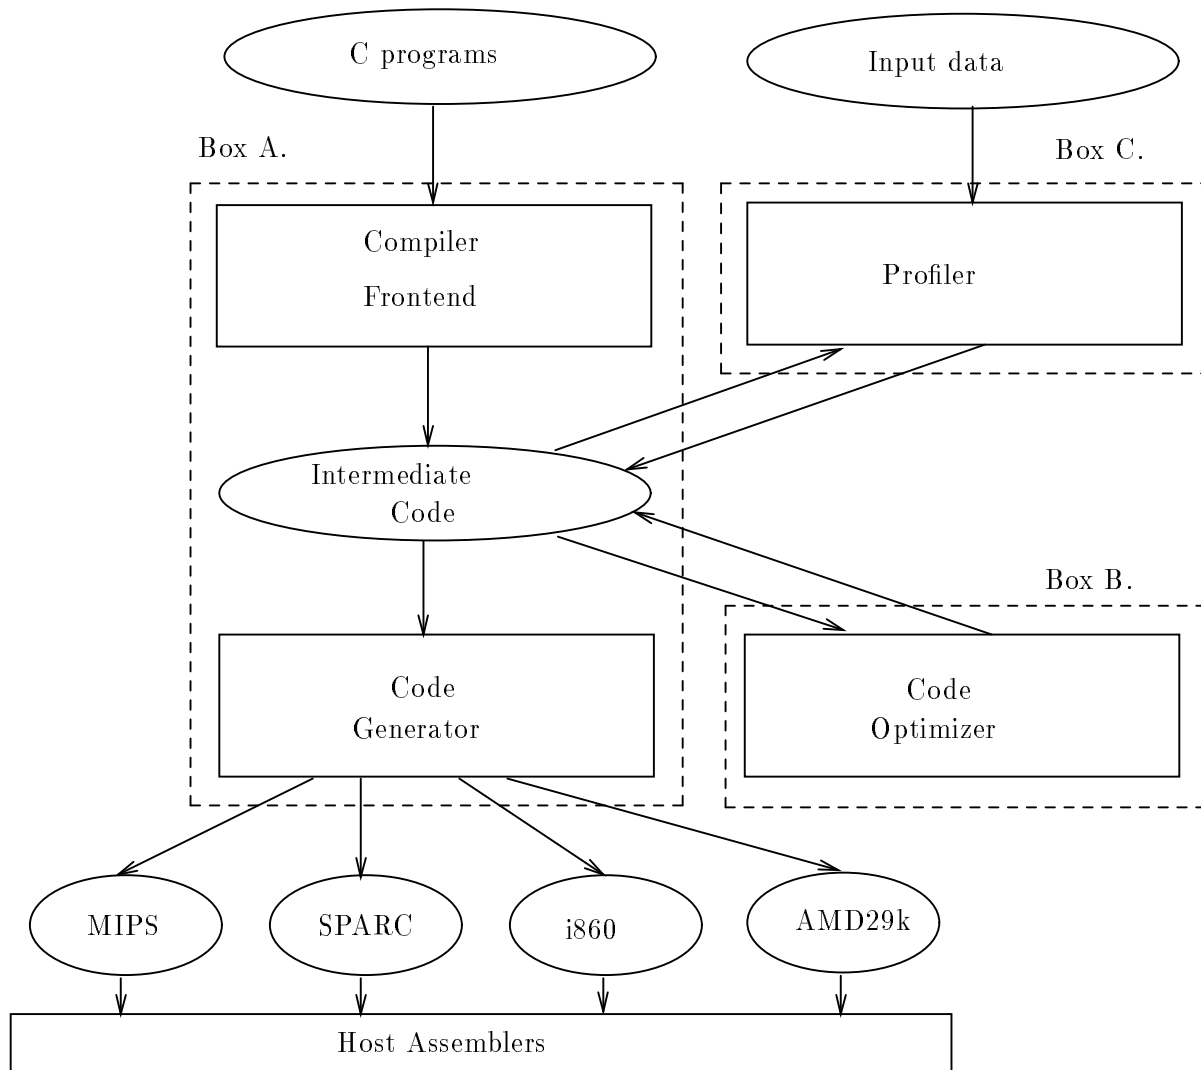 C programs
Input data
Box A.
Box C.
Compiler
Frontend
Profiler
Intermediate
Code
Box B.
Code
Generator
Code
Optimizer
MIPS
SPARC
i860
AMD29k
Host Assemblers